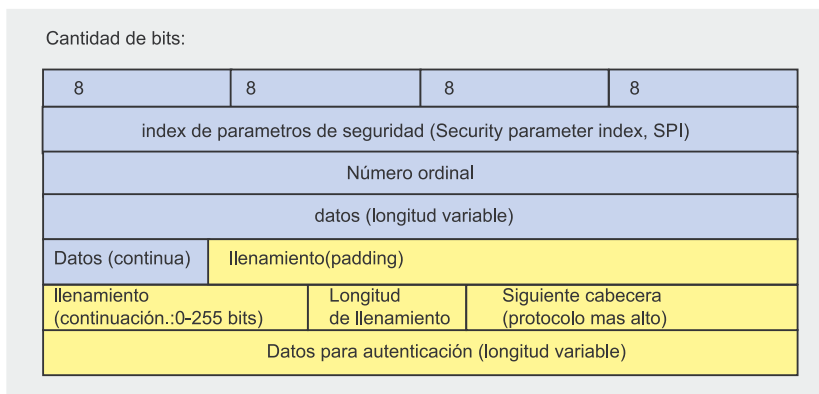 Cantidad de bits:
8 8 8 8
index de parametros de seguridad (Security parameter index, SPI)
Número ordinal
datos (longitud variable)
Datos (continua) llenamiento(padding)
llenamiento
(continuación.:0-255 bits)
Longitud
de llenamiento
Siguiente cabecera
(protocolo mas alto)
Datos para autenticación (longitud variable)